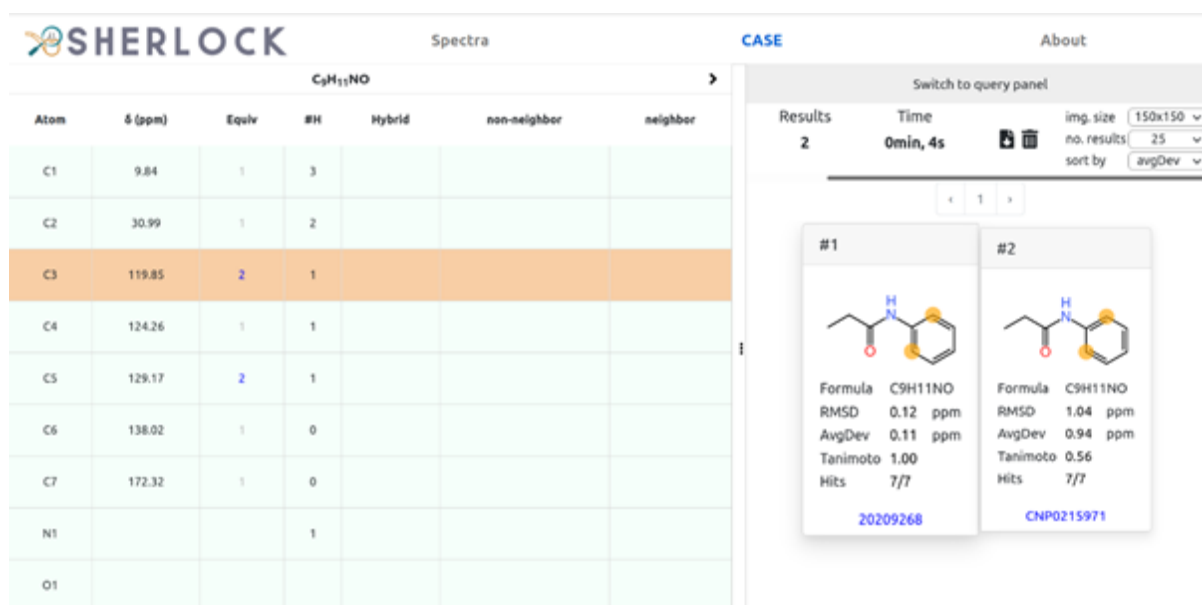 SHERLOCK Spectra CASE About
C₉H₁₁NO
Atom δ (ppm) Equiv #H Hybrid non-neighbor neighbor
C1 9.84 1 3
C2 30.99 1 2
C3 119.85 2 1
C4 124.26 1 1
C5 129.17 2 1
C6 138.02 1 0
C7 172.32 1 0
N1 1
O1
Switch to query panel
Results Time
2 0min, 4s
img. size 150x150
no. results 25
sort by avgDev
‹ 1 ›
#1
H
N
O
Formula C9H11NO
RMSD 0.12 ppm
AvgDev 0.11 ppm
Tanimoto 1.00
Hits 7/7
20209268
#2
H
N
O
Formula C9H11NO
RMSD 1.04 ppm
AvgDev 0.94 ppm
Tanimoto 0.56
Hits 7/7
CNP0215971